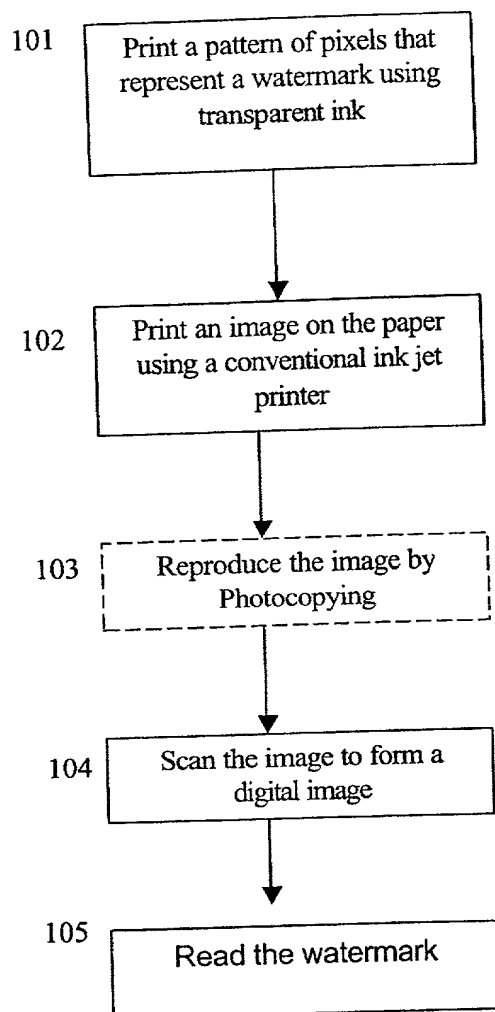 101
Print a pattern of pixels that
represent a watermark using
transparent ink
102
Print an image on the paper
using a conventional ink jet
printer
103
Reproduce the image by
Photocopying
104
Scan the image to form a
digital image
105
Read the watermark